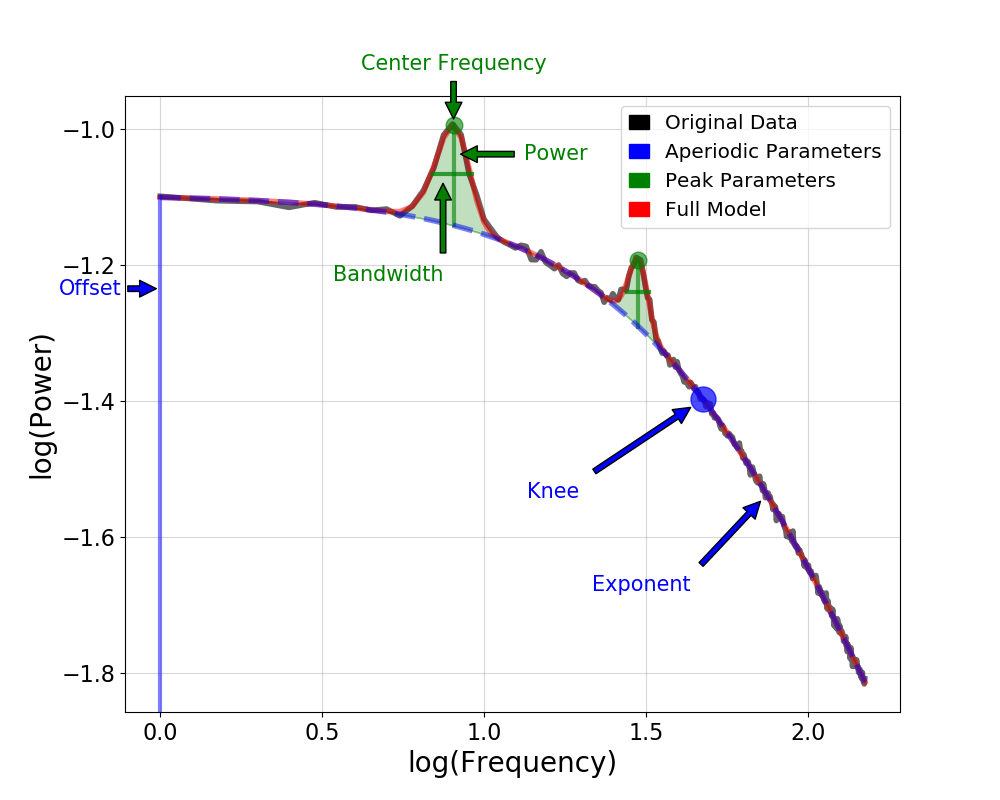 Center Frequency
−1.0
Original Data
Aperiodic Parameters
Peak Parameters
Full Model
Power
−1.2
Bandwidth
Offset
−1.4
Knee
−1.6
Exponent
−1.8
log(Power)
0.0 0.5 1.0 1.5 2.0
log(Frequency)